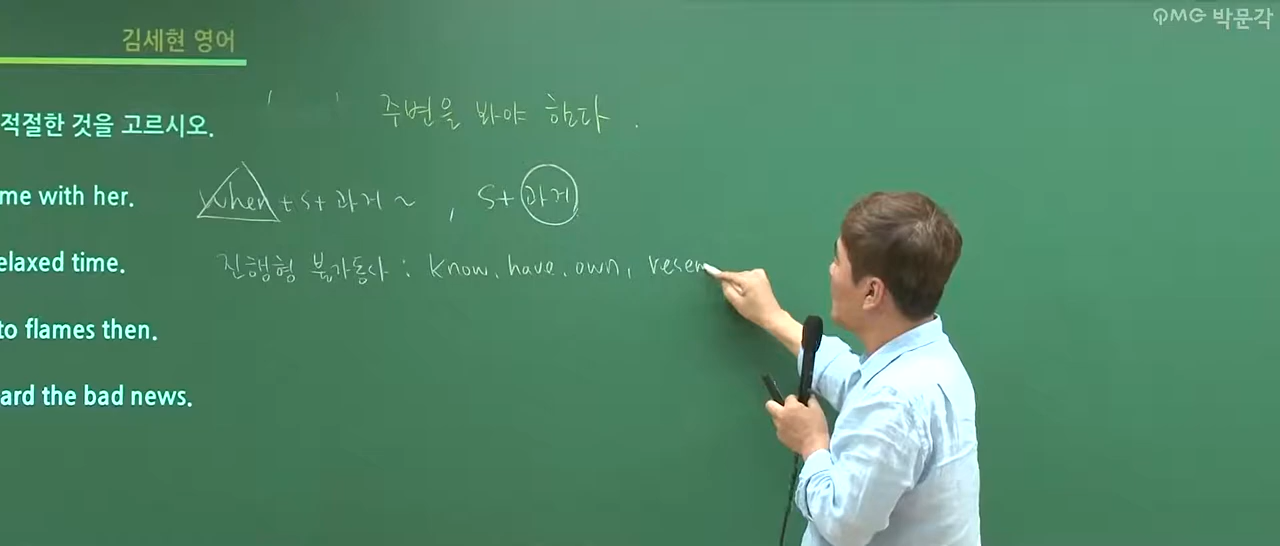 QMG 박문각
김세현 영어
적절한 것을 고르시오.
주변을 봐야 한다.
me with her.
when + S + 과거 ~ , S + 과거
elaxed time.
진행형 불가동사 : know, have, own, resem
to flames then.
ard the bad news.